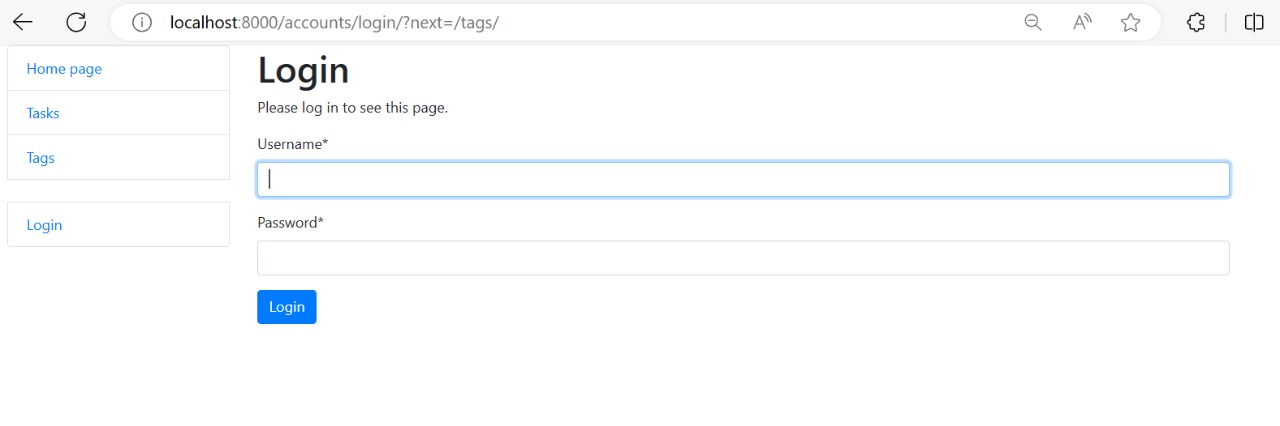 localhost:8000/accounts/login/?next=/tags/
Home page
Tasks
Tags
Login
Login
Please log in to see this page.
Username*
Password*
Login